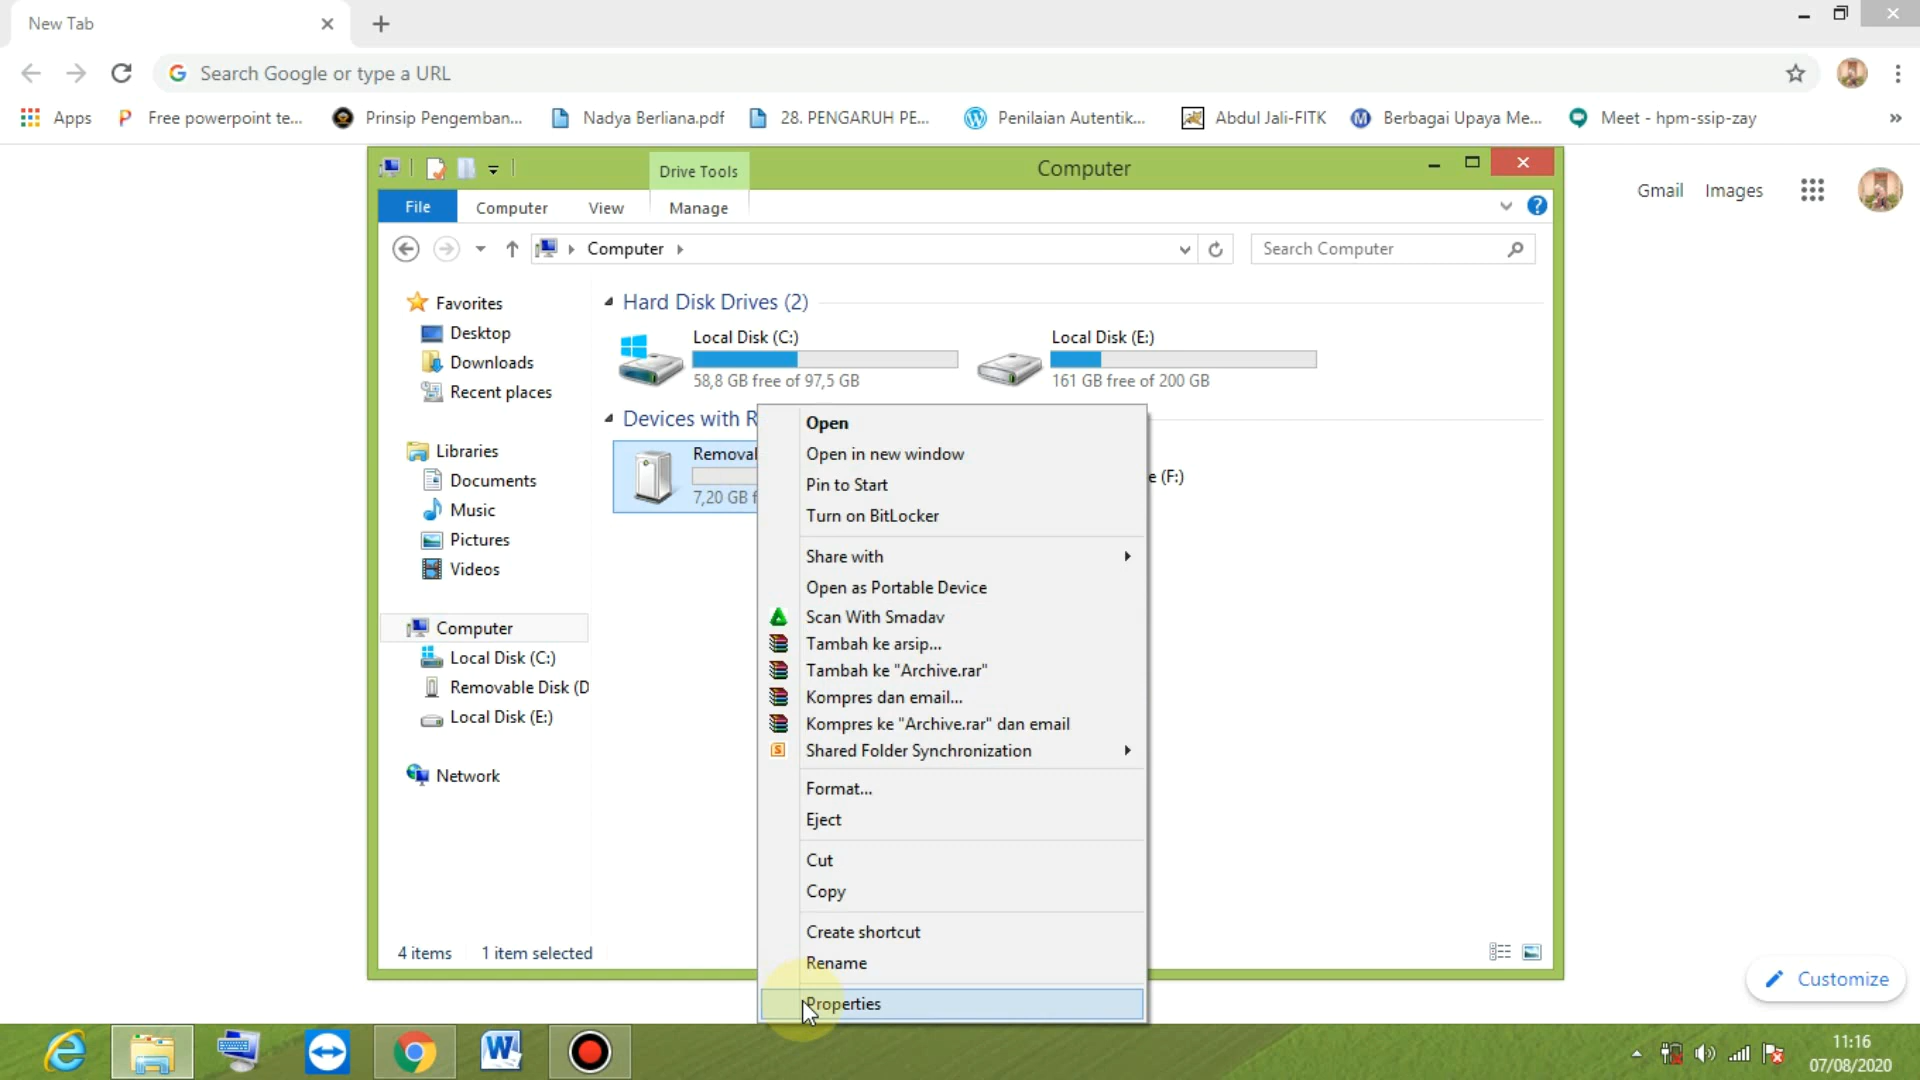 New Tab
Search Google or type a URL
Apps
Free powerpoint te...
Prinsip Pengemban...
Nadya Berliana.pdf
28. PENGARUH PE...
Penilaian Autentik...
Abdul Jali-FITK
Berbagai Upaya Me...
Meet - hpm-ssip-zay
»
Gmail
Images
Drive Tools
Computer
File
Computer
View
Manage
Computer
Search Computer
Favorites
Desktop
Downloads
Recent places
Libraries
Documents
Music
Pictures
Videos
Computer
Local Disk (C:)
Removable Disk (D
Local Disk (E:)
Network
Hard Disk Drives (2)
Local Disk (C:)
58,8 GB free of 97,5 GB
Local Disk (E:)
161 GB free of 200 GB
Devices with R
Removal
7,20 GB f
e (F:)
Open
Open in new window
Pin to Start
Turn on BitLocker
Share with
Open as Portable Device
Scan With Smadav
Tambah ke arsip...
Tambah ke "Archive.rar"
Kompres dan email...
Kompres ke "Archive.rar" dan email
Shared Folder Synchronization
Format...
Eject
Cut
Copy
Create shortcut
Rename
Properties
4 items
1 item selected
Customize
11:16
07/08/2020